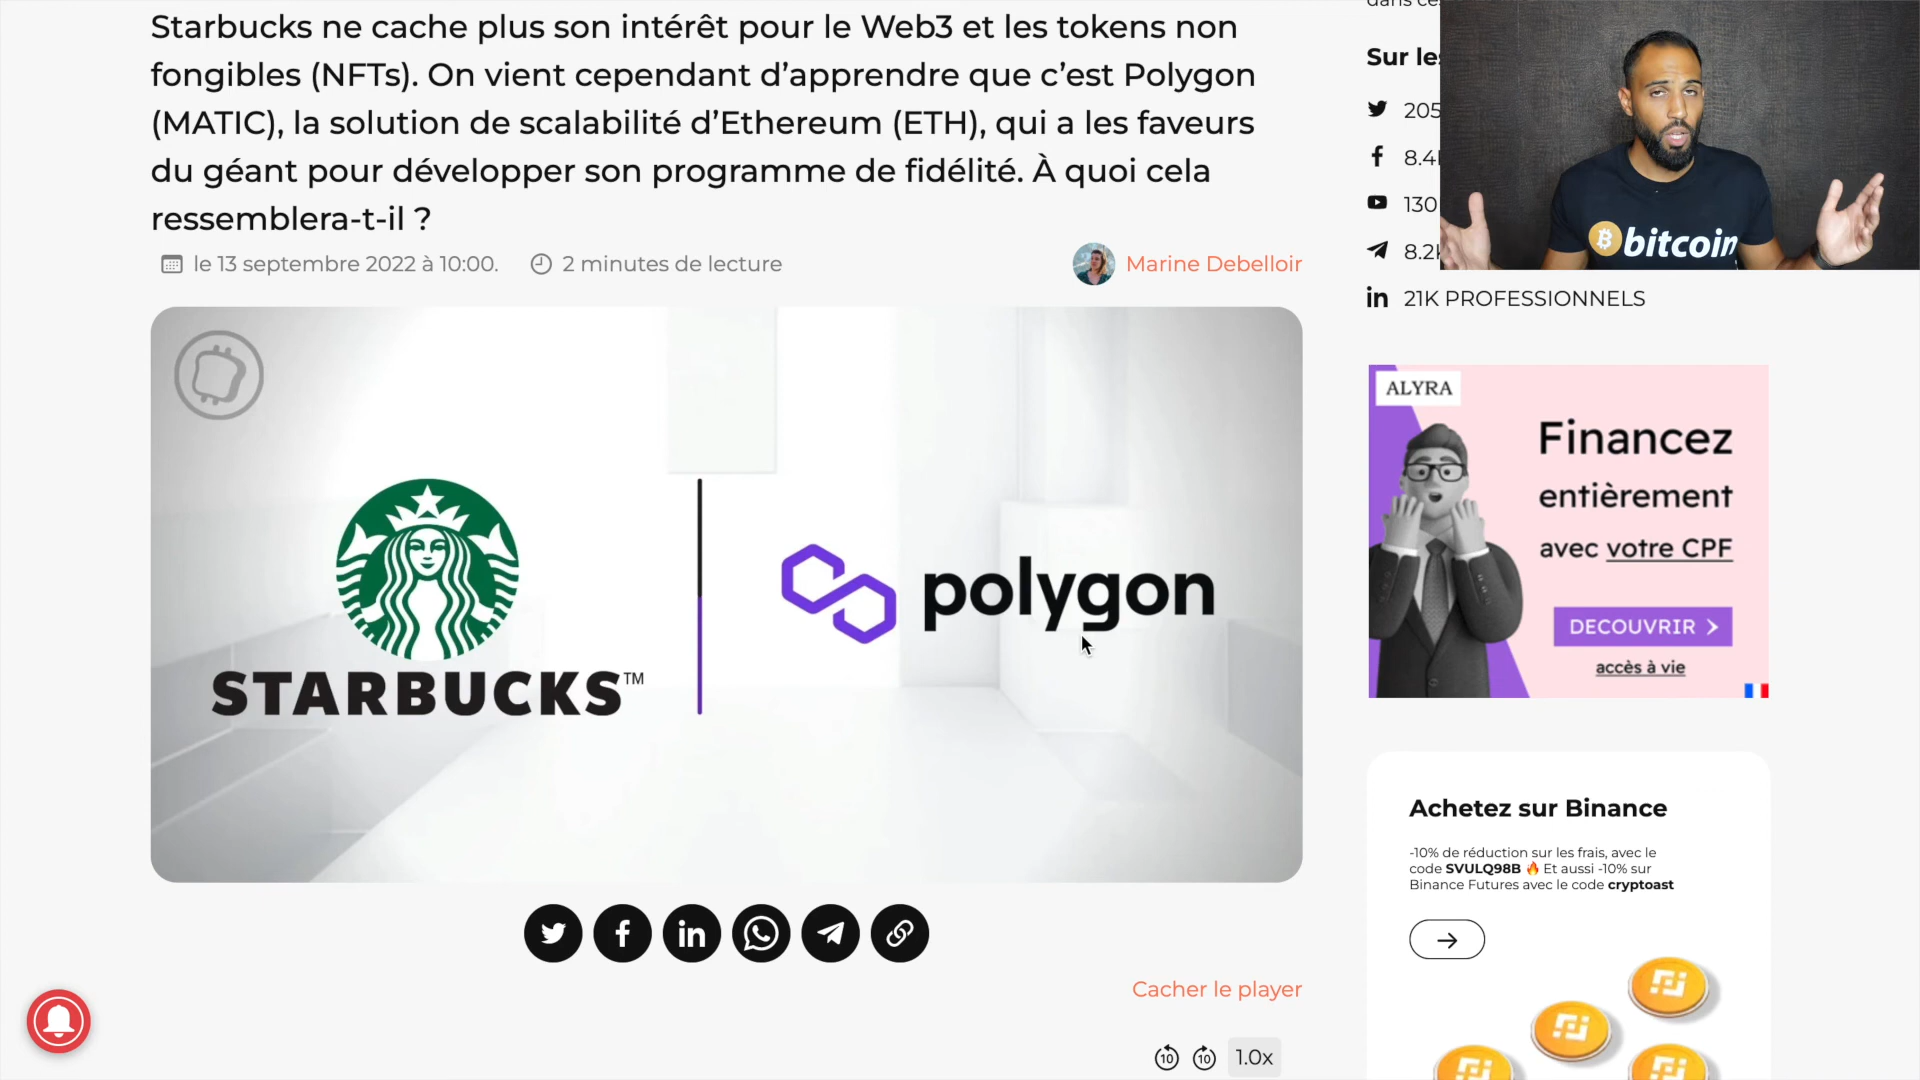 Starbucks ne cache plus son intérêt pour le Web3 et les tokens non
fongibles (NFTs). On vient cependant d’apprendre que c’est Polygon
(MATIC), la solution de scalabilité d’Ethereum (ETH), qui a les faveurs
du géant pour développer son programme de fidélité. À quoi cela
ressemblera-t-il ?
le 13 septembre 2022 à 10:00.
2 minutes de lecture
Marine Debelloir
STARBUCKS™
polygon
Cacher le player
10
10
1.0x
Sur les
205
8.4
130
8.2
21K PROFESSIONNELS
bitcoin
ALYRA
Financez
entièrement
avec votre CPF
DECOUVRIR >
accès à vie
Achetez sur Binance
-10% de réduction sur les frais, avec le
code SVULQ98B 🔥 Et aussi -10% sur
Binance Futures avec le code cryptoast